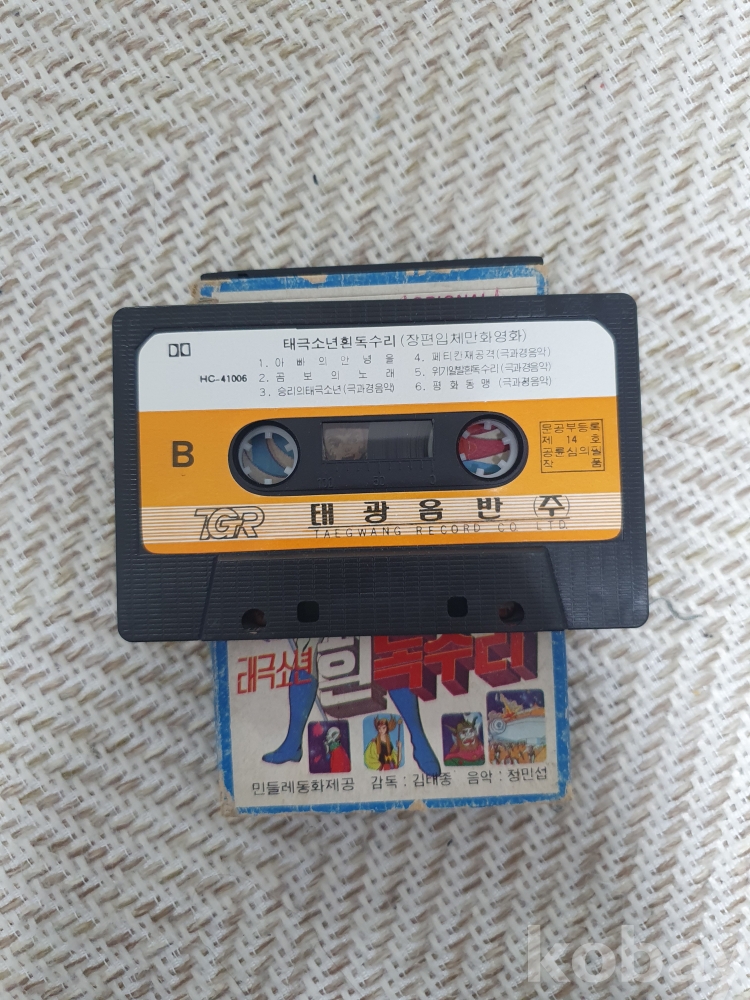 태극소년흰독수리 (장편입체만화영화)
HC-41006
1. 아빠의안녕을
2. 꼼보의노래
3. 승리의태극소년 (극과경음악)
4. 페티칸재공격 (극과경음악)
5. 위기일발흰독수리 (극과경음악)
6. 평화동맹 (극과경음악)
B
문공부등록
제 14 호
공륜심의필
작품
TGR
태광음반 (주)
TAEGWANG RECORD CO LTD.
태극소년 흰독수리
민들레동화제공 감독 : 김태종 음악 : 정민섭
kobay